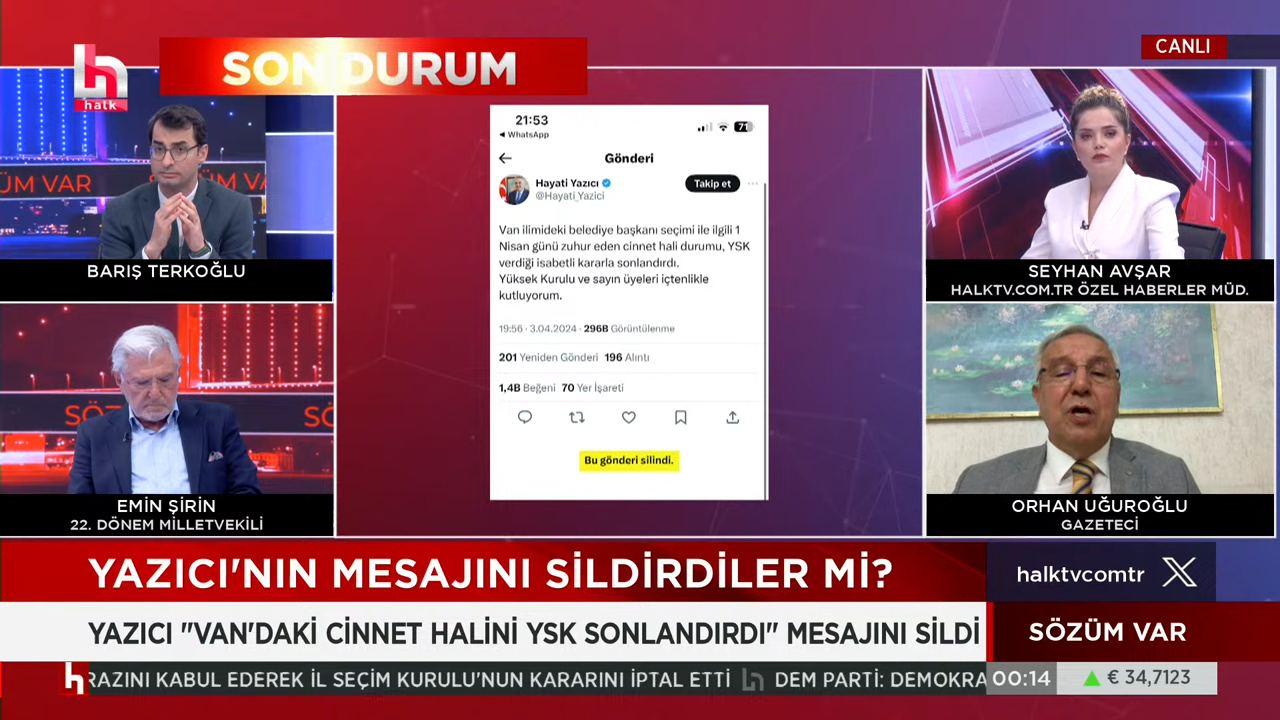 halk
SON DURUM
CANLI
SÖZÜM VAR
SÖZÜM VA
BARIŞ TERKOĞLU
SEYHAN AVŞAR
HALKTV.COM.TR ÖZEL HABERLER MÜD.
SÖZ
SÖ
EMİN ŞİRİN
22. DÖNEM MİLLETVEKİLİ
ORHAN UĞUROĞLU
GAZETECİ
21:53
WhatsApp
71
Gönderi
Hayati Yazıcı
@Hayati_Yazici
Takip et
Van ilimideki belediye başkanı seçimi ile ilgili 1
Nisan günü zuhur eden cinnet hali durumu, YSK
verdiği isabetli kararla sonlandırdı.
Yüksek Kurulu ve sayın üyeleri içtenlikle
kutluyorum.
19:56 · 3.04.2024 · 296B Görüntülenme
201 Yeniden Gönderi 196 Alıntı
1,4B Beğeni 70 Yer İşareti
Bu gönderi silindi.
YAZICI'NIN MESAJINI SİLDİRDİLER Mİ?
halktvcomtr X
YAZICI "VAN'DAKİ CİNNET HALİNİ YSK SONLANDIRDI" MESAJINI SİLDİ
SÖZÜM VAR
RAZINI KABUL EDEREK İL SEÇİM KURULU'NUN KARARINI İPTAL ETTİ DEM PARTİ: DEMOKRA
00:14
€ 34,7123